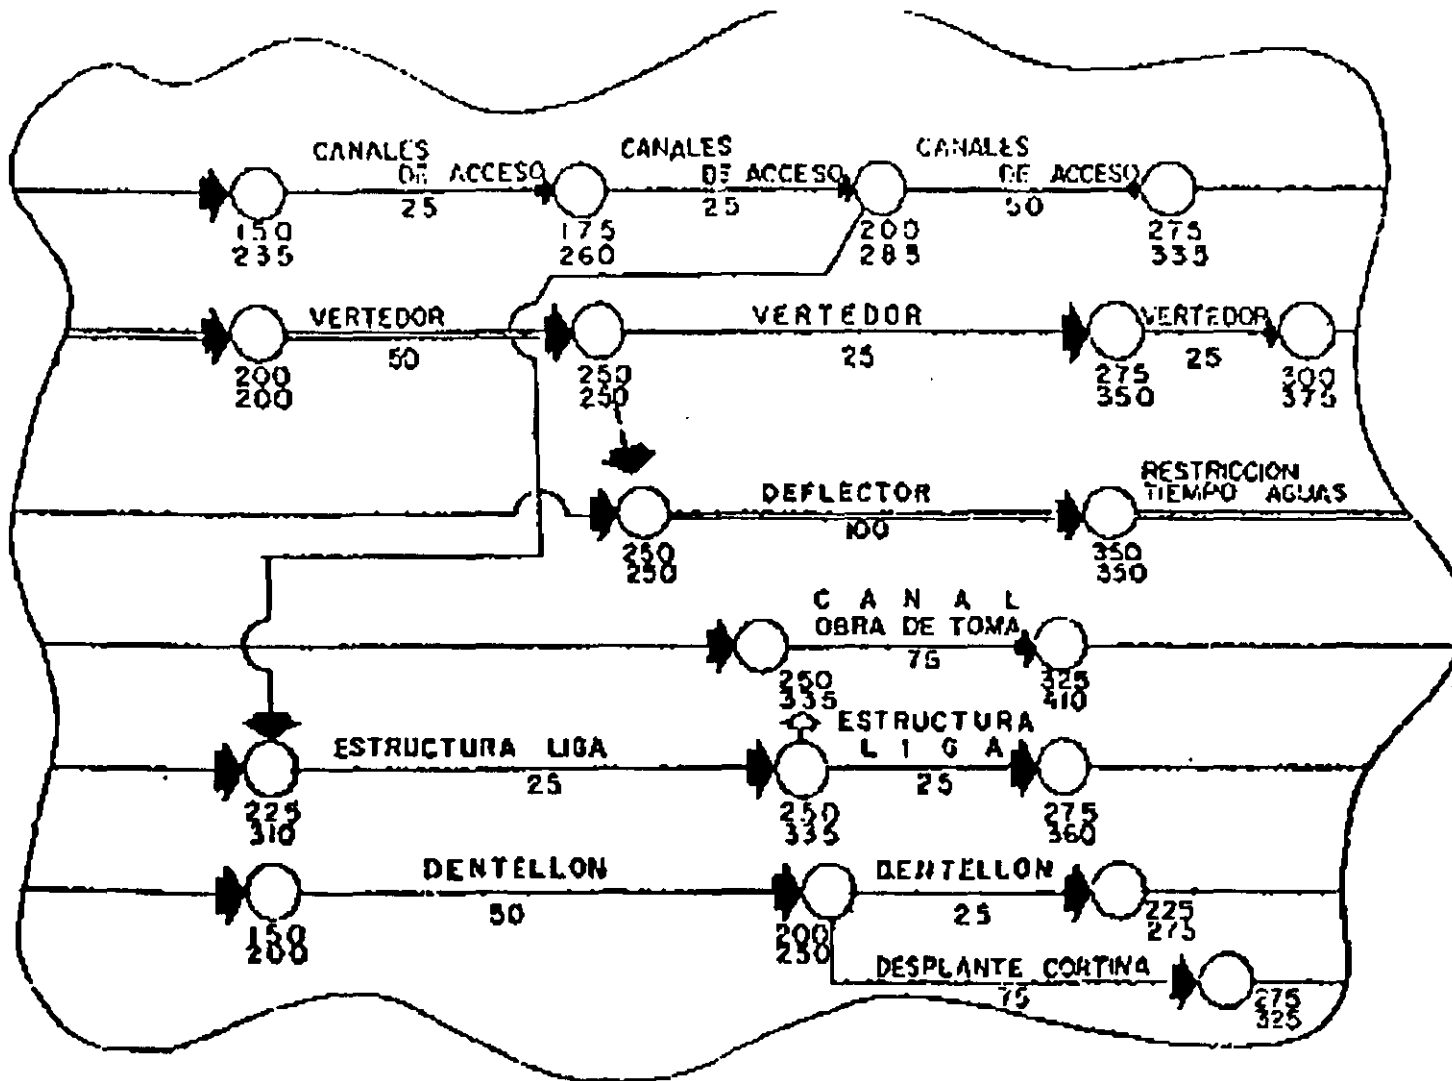 CANALES
DE ACCESO
25
CANALES
DE ACCESO
25
CANALES
DE ACCESO
50
150
235
175
260
200
285
275
335
VERTEDOR
50
VERTEDOR
25
VERTEDOR
25
200
200
250
250
275
350
300
375
DEFLECTOR
100
RESTRICCION
TIEMPO AGUAS
250
250
350
350
CANAL
OBRA DE TOMA
75
250
335
325
410
ESTRUCTURA LIGA
25
ESTRUCTURA
LIGA
25
225
310
250
335
275
360
DENTELLON
50
DENTELLON
25
150
200
200
250
225
275
DESPLANTE CORTINA
75
275
325